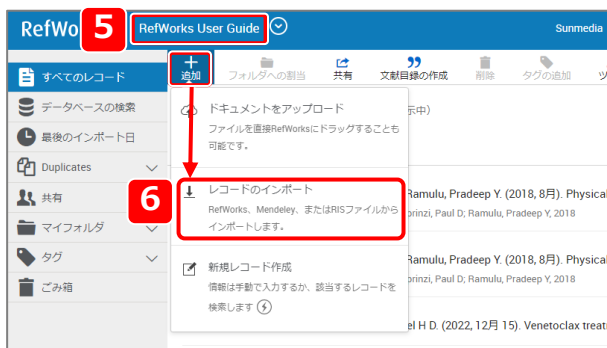 RefWo
5
RefWorks User Guide
Sunmedia
すべてのレコード
データベースの検索
最後のインポート日
Duplicates
共有
マイフォルダ
タグ
ごみ箱
追加
フォルダへの割当
共有
文献目録の作成
削除
タグの追加
ツ
ドキュメントをアップロード
ファイルを直接RefWorksにドラッグすることも
可能です。
示中)
6
レコードのインポート
RefWorks、Mendeley、またはRISファイルから
インポートします。
新規レコード作成
情報は手動で入力するか、該当するレコードを
検索します
Ramulu, Pradeep Y. (2018, 8月). Physical
prinzi, Paul D; Ramulu, Pradeep Y, 2018
Ramulu, Pradeep Y. (2018, 8月). Physical
prinzi, Paul D; Ramulu, Pradeep Y, 2018
el H D. (2022, 12月 15). Venetoclax treat